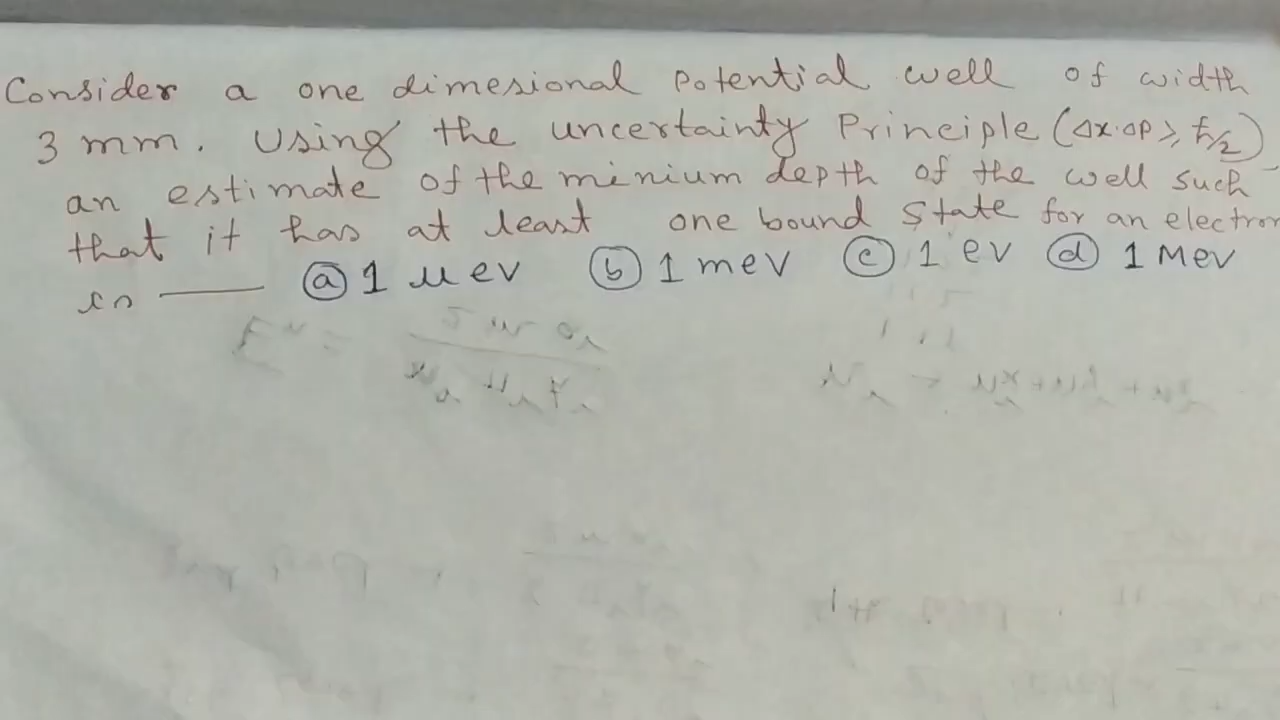 Consider a one dimesional Potential well of width
3 mm. Using the uncertainty Principle (Δx·ΔP ≥ ħ/2)
an estimate of the minium depth of the well such
that it has at least one bound state for an electron
is ____ ⓐ 1 μev ⓑ 1 mev ⓒ 1 ev ⓓ 1 Mev